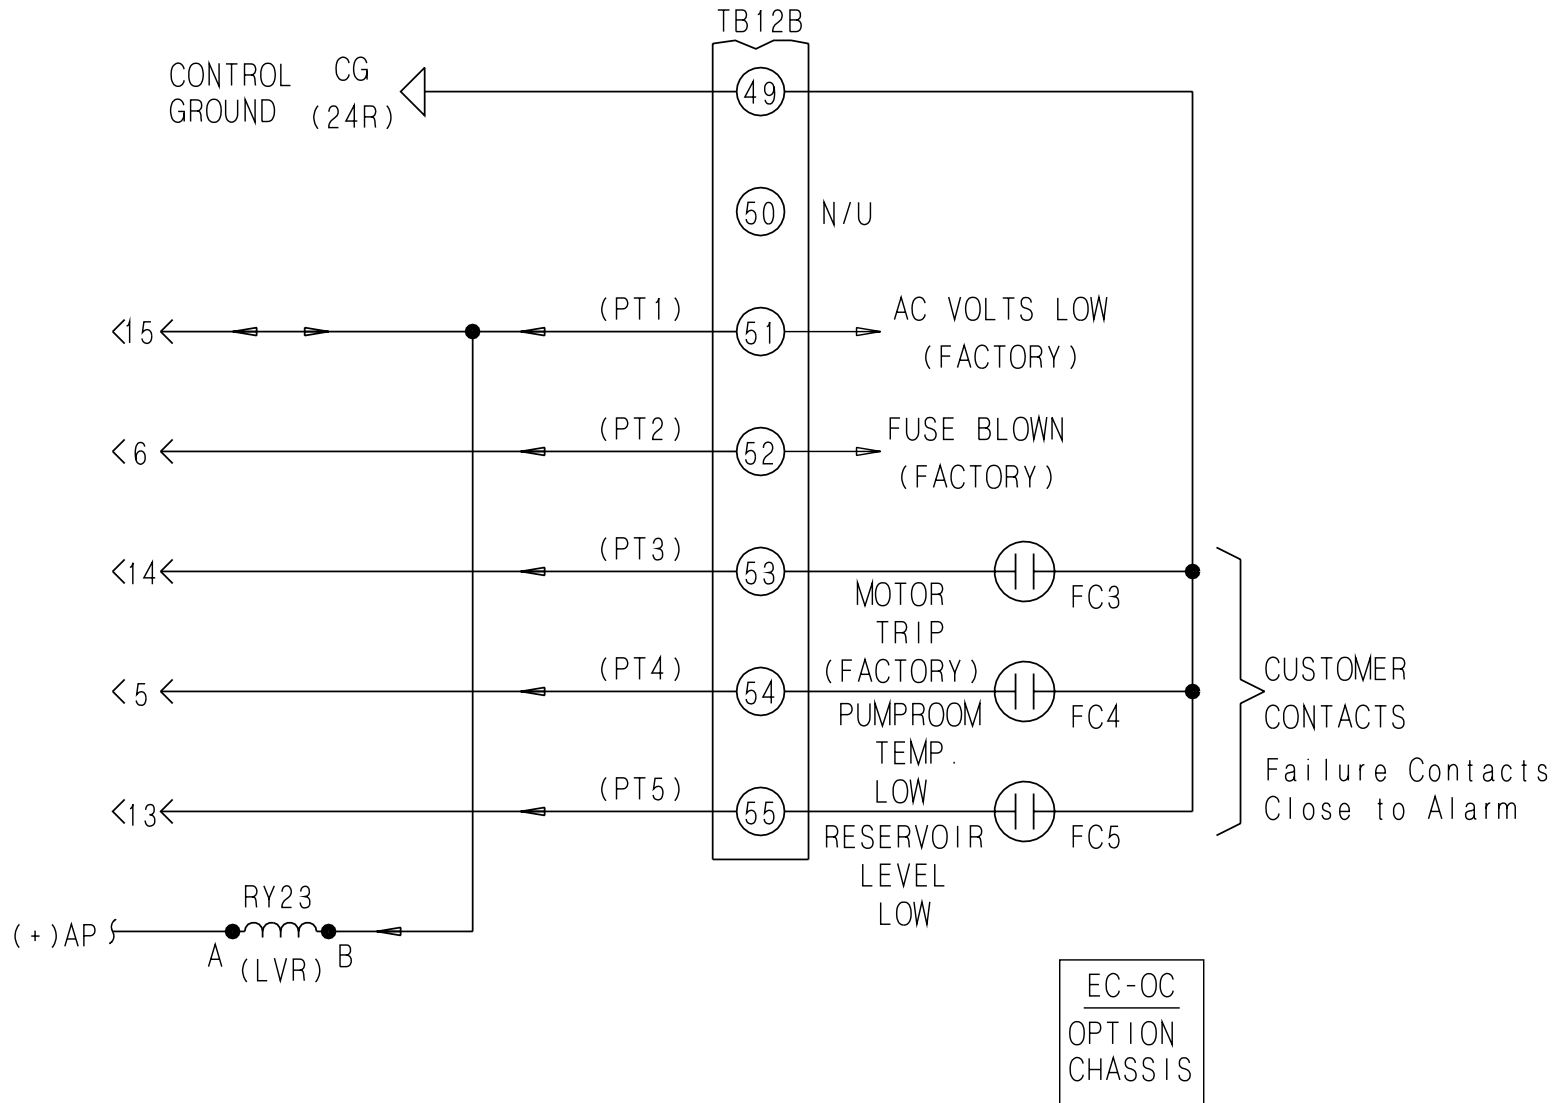 TB12B
CONTROL
GROUND
CG
(24R)
49
50
N/U
15
(PT1)
51
AC VOLTS LOW
(FACTORY)
6
(PT2)
52
FUSE BLOWN
(FACTORY)
14
(PT3)
53
MOTOR
TRIP
(FACTORY)
FC3
5
(PT4)
54
PUMPROOM
TEMP.
LOW
FC4
CUSTOMER
CONTACTS
Failure Contacts
Close to Alarm
13
(PT5)
55
RESERVOIR
LEVEL
LOW
FC5
(+)AP
RY23
A
(LVR)
B
EC-OC
OPTION
CHASSIS